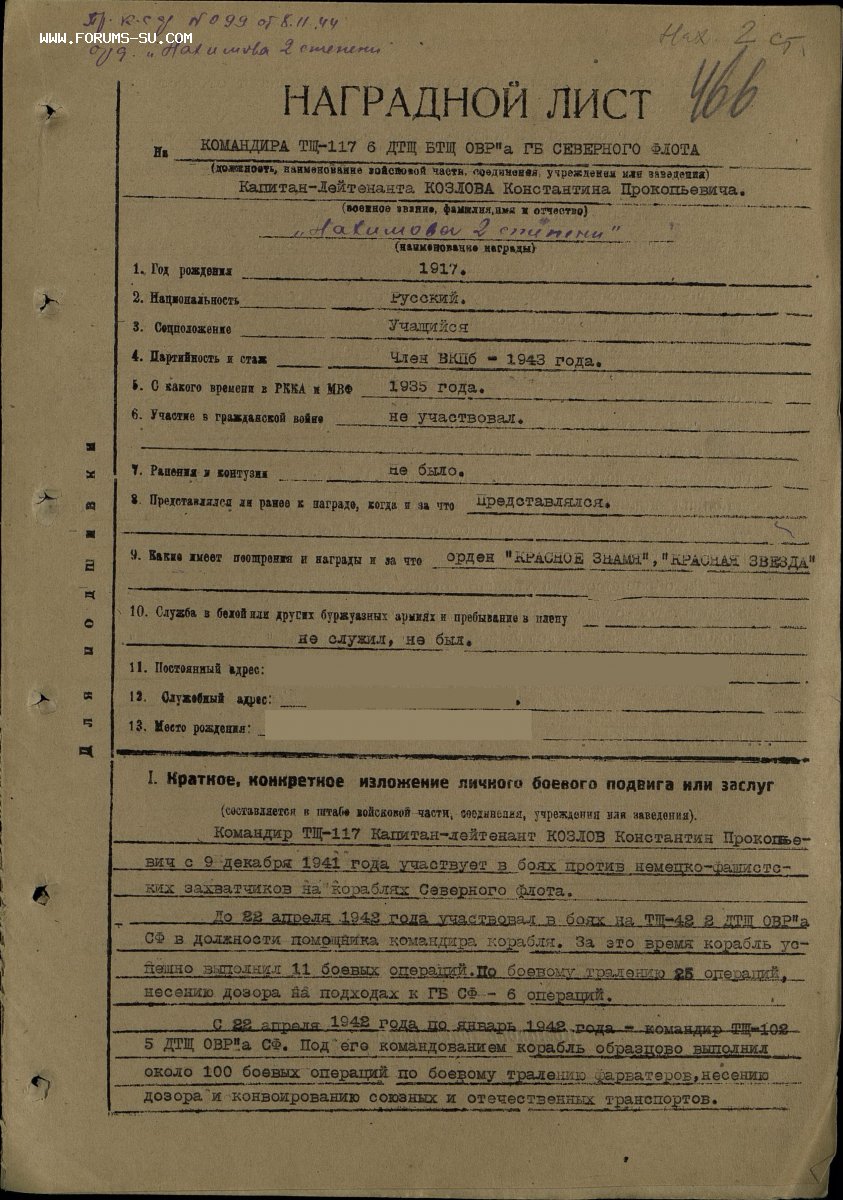 Пр. к-сф №099 от 8.11.44
WWW.FORUMS-SU.COM
орд. "Нахимова 2 степени"
Нах. 2 ст.
466
НАГРАДНОЙ ЛИСТ
На КОМАНДИРА ТЩ-117 6 ДТЩ БТЩ ОВР"а ГБ СЕВЕРНОГО ФЛОТА
(должность, наименование войсковой части, соединения, учреждения или заведения)
Капитан-Лейтенанта КОЗЛОВА Константина Прокопьевича.
(военное звание, фамилия, имя и отчество)
"Нахимова 2 степени"
(наименование награды)
1. Год рождения 1917.
2. Национальность Русский.
3. Соцположение Учащийся
4. Партийность и стаж Член ВКПб - 1943 года.
5. С какого времени в РККА и МВФ 1935 года.
6. Участие в гражданской войне не участвовал.
7. Ранения и контузии не было.
8. Представлялся ли ранее к награде, когда и за что представлялся.
9. Какие имеет поощрения и награды и за что орден "КРАСНОЕ ЗНАМЯ", "КРАСНАЯ ЗВЕЗДА"
10. Служба в белой или других буржуазных армиях и пребывание в плену
не служил, не был.
11. Постоянный адрес:
12. Служебный адрес:
13. Место рождения:
Для подшивки
I. Краткое, конкретное изложение личного боевого подвига или заслуг
(составляется в штабе войсковой части, соединения, учреждения или заведения).
Командир ТЩ-117 Капитан-лейтенант КОЗЛОВ Константин Прокопье-
вич с 9 декабря 1941 года участвует в боях против немецко-фашистс-
ких захватчиков на кораблях Северного флота.
До 22 апреля 1942 года участвовал в боях на ТЩ-42 2 ДТЩ ОВР"а
СФ в должности помощника командира корабля. За это время корабль ус-
пешно выполнил 11 боевых операций. По боевому тралению 25 операций,
несению дозора на подходах к ГБ СФ - 6 операций.
С 22 апреля 1942 года по январь 1942 года - командир ТЩ-102
5 ДТЩ ОВР"а СФ. Под его командованием корабль образцово выполнил
около 100 боевых операций по боевому тралению фарватеров, несению
дозора и конвоированию союзных и отечественных транспортов.